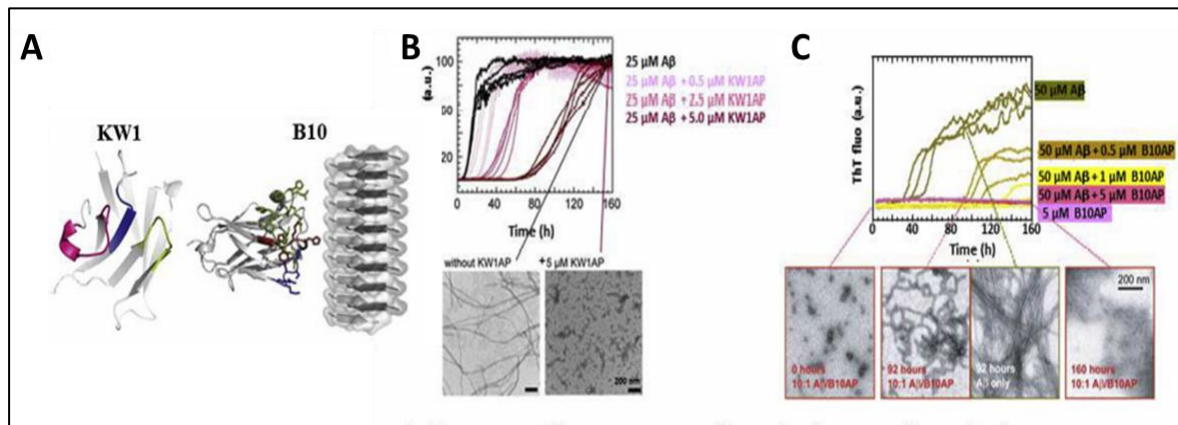 A
KW1
B10
B
(a.u.)
100
60
20
0
40
80
120
160
Time (h)
25 μM Aβ
25 μM Aβ + 0.5 μM KW1AP
25 μM Aβ + 2.5 μM KW1AP
25 μM Aβ + 5.0 μM KW1AP
without KW1AP
+5 μM KW1AP
200 nm
C
ThT fluo (a.u.)
0
40
80
120
160
Time (h)
50 μM Aβ
50 μM Aβ + 0.5 μM B10AP
50 μM Aβ + 1 μM B10AP
50 μM Aβ + 5 μM B10AP
5 μM B10AP
0 hours
10:1 Aβ/B10AP
92 hours
10:1 Aβ/B10AP
92 hours
Aβ only
200 nm
160 hours
10:1 Aβ/B10AP